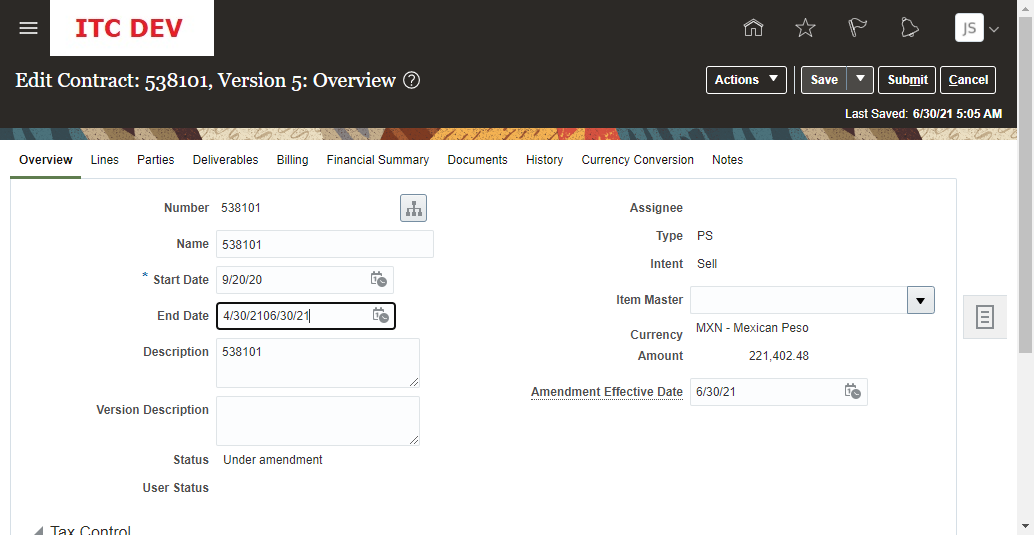 ITC DEV
JS
Edit Contract: 538101, Version 5: Overview ?
Actions Save Submit Cancel
Last Saved: 6/30/21 5:05 AM
Overview Lines Parties Deliverables Billing Financial Summary Documents History Currency Conversion Notes
Number 538101
Name 538101
* Start Date 9/20/20
End Date 4/30/2106/30/21
Description 538101
Version Description
Status Under amendment
User Status
Assignee
Type PS
Intent Sell
Item Master
Currency MXN - Mexican Peso
Amount 221,402.48
Amendment Effective Date 6/30/21
Tax Control